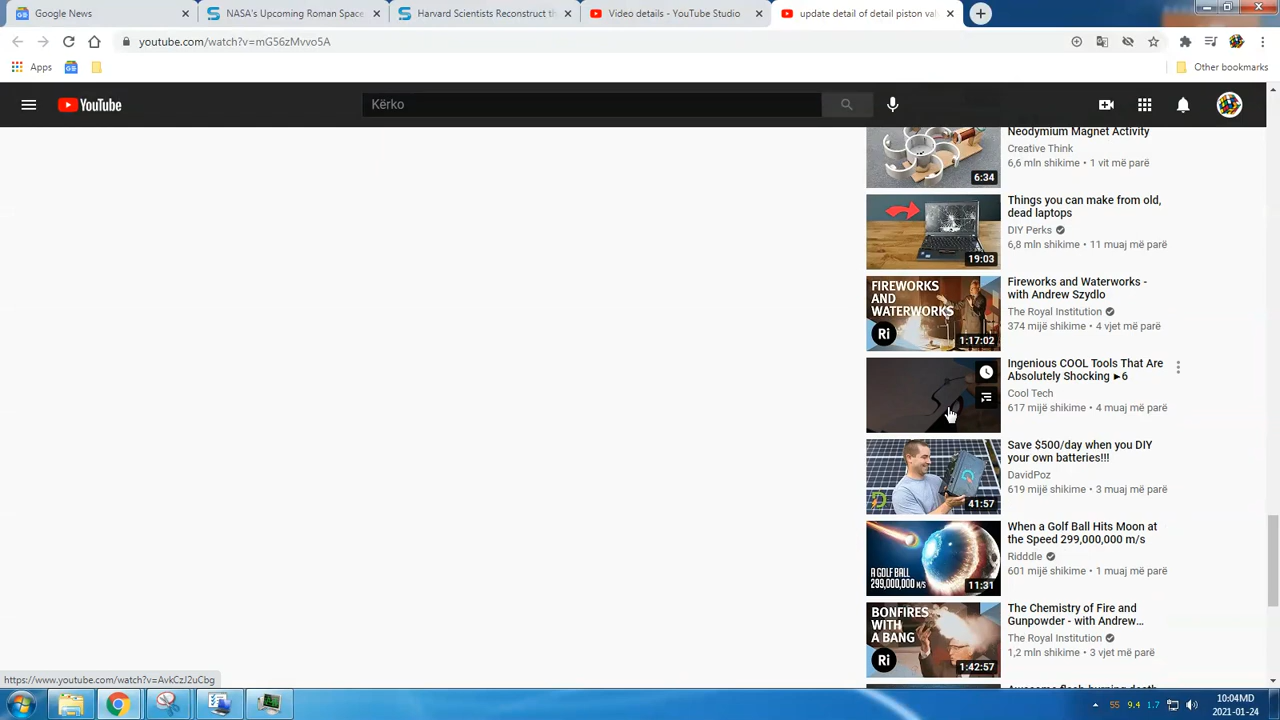 Google News
NASA's Amazing Roman Spa
Harvard Scientists Reconstruct H
Video details - YouTube Studio
update detail of detail piston val
youtube.com/watch?v=mG56zMvvo5A
Apps
Other bookmarks
YouTube
Kërko
Neodymium Magnet Activity
Creative Think
6,6 mln shikime • 1 vit më parë
6:34
Things you can make from old,
dead laptops
DIY Perks
6,8 mln shikime • 11 muaj më parë
19:03
FIREWORKS
AND
WATERWORKS
Ri
1:17:02
Fireworks and Waterworks -
with Andrew Szydlo
The Royal Institution
374 mijë shikime • 4 vjet më parë
Ingenious COOL Tools That Are
Absolutely Shocking ►6
Cool Tech
617 mijë shikime • 4 muaj më parë
Save $500/day when you DIY
your own batteries!!!
DavidPoz
619 mijë shikime • 3 muaj më parë
41:57
A GOLF BALL
299,000,000 M/S
11:31
When a Golf Ball Hits Moon at
the Speed 299,000,000 m/s
Ridddle
601 mijë shikime • 1 muaj më parë
BONFIRES
WITH
A BANG
Ri
1:42:57
The Chemistry of Fire and
Gunpowder - with Andrew...
The Royal Institution
1,2 mln shikime • 3 vjet më parë
https://www.youtube.com/watch?v=AvjkCzJ2uCbg
55 9.4 1.7
10:04MD
2021-01-24